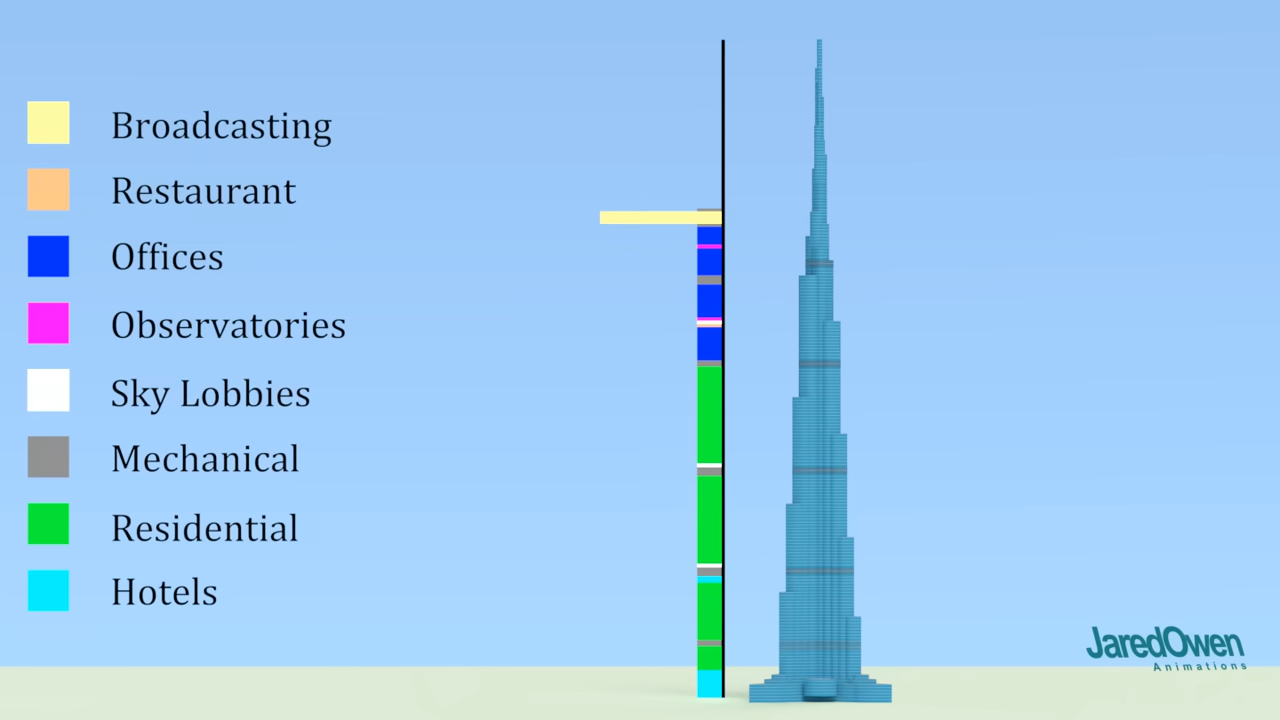 Broadcasting
Restaurant
Offices
Observatories
Sky Lobbies
Mechanical
Residential
Hotels
JaredOwen
Animations